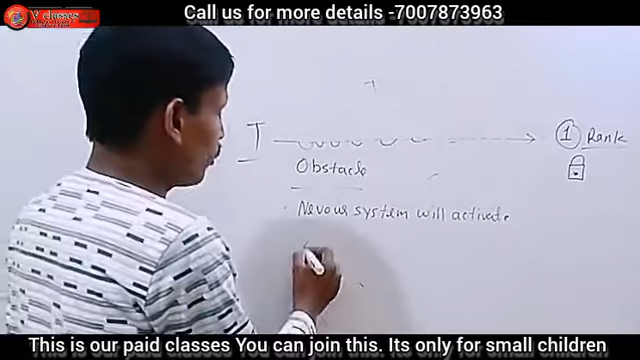 Call us for more details -7007873963
V classes
T
1 Rank
Obstacle
Nevous system will activate
This is our paid classes You can join this. Its only for small children